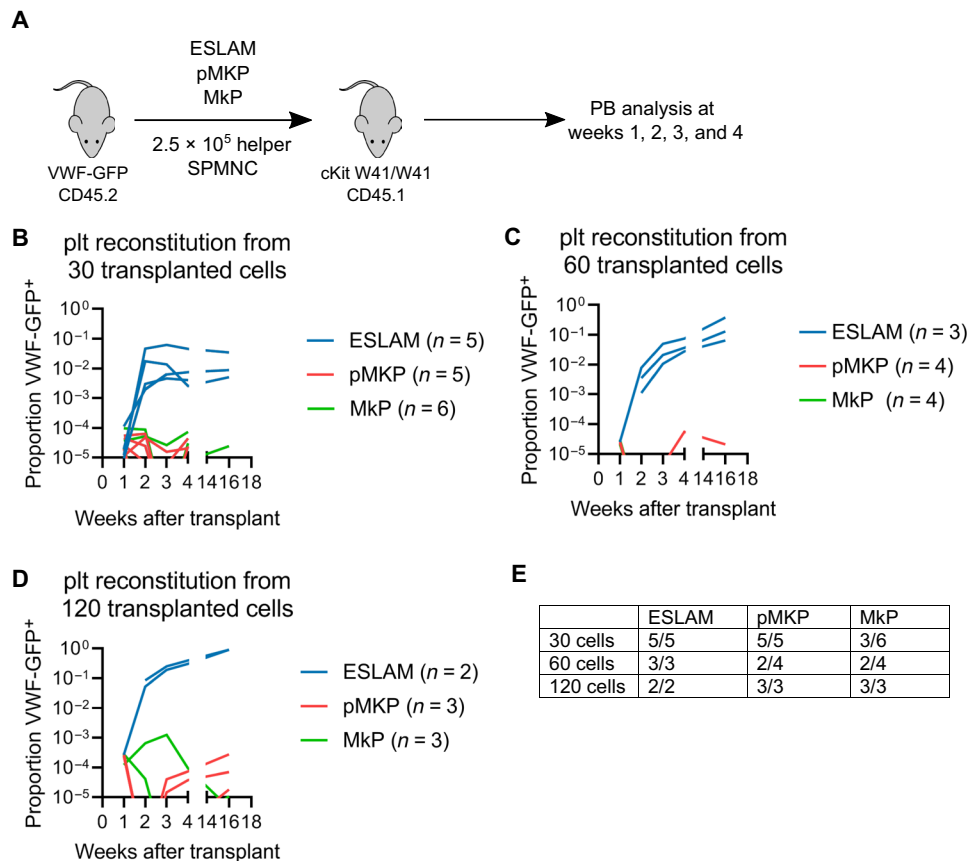 A
ESLAM
pMKP
MkP
2.5 × 10⁵ helper
SPMNC
VWF-GFP
CD45.2
cKit W41/W41
CD45.1
PB analysis at
weeks 1, 2, 3, and 4
B
plt reconstitution from
30 transplanted cells
Proportion VWF-GFP⁺
10⁰
10⁻¹
10⁻²
10⁻³
10⁻⁴
10⁻⁵
0 1 2 3 4 14 16 18
Weeks after transplant
ESLAM (n = 5)
pMKP (n = 5)
MkP (n = 6)
C
plt reconstitution from
60 transplanted cells
Proportion VWF-GFP⁺
10⁰
10⁻¹
10⁻²
10⁻³
10⁻⁴
10⁻⁵
0 1 2 3 4 14 16 18
Weeks after transplant
ESLAM (n = 3)
pMKP (n = 4)
MkP (n = 4)
D
plt reconstitution from
120 transplanted cells
Proportion VWF-GFP⁺
10⁰
10⁻¹
10⁻²
10⁻³
10⁻⁴
10⁻⁵
0 1 2 3 4 14 16 18
Weeks after transplant
ESLAM (n = 2)
pMKP (n = 3)
MkP (n = 3)
E
ESLAM pMKP MkP
30 cells 5/5 5/5 3/6
60 cells 3/3 2/4 2/4
120 cells 2/2 3/3 3/3